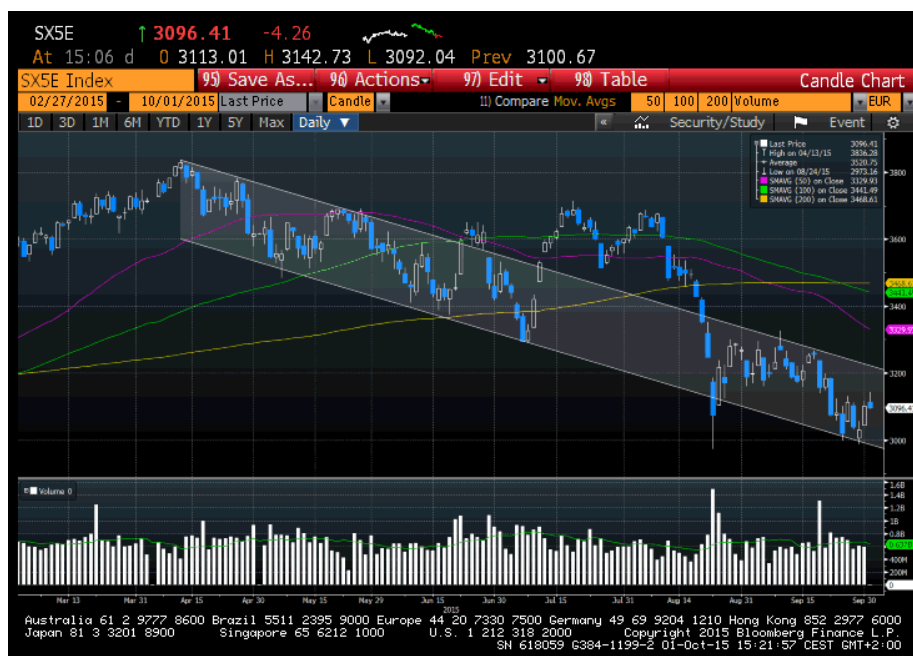 SX5E ↑ 3096.41 -4.26
At 15:06 d O 3113.01 H 3142.73 L 3092.04 Prev 3100.67
SX5E Index 95) Save As... 96) Actions 97) Edit 98) Table Candle Chart
02/27/2015 - 10/01/2015 Last Price Candle 11) Compare Mov. Avgs 50 100 200 Volume EUR
1D 3D 1M 6M YTD 1Y 5Y Max Daily ▼ « Security/Study Event
Last Price 3096.41
High on 04/13/15 3836.28
Average 3520.75
Low on 08/24/15 2973.16
SMAVG (50) on Close 3329.93
SMAVG (100) on Close 3441.49
SMAVG (200) on Close 3468.61
3800
3600
3400
3200
3000
Volume 0
1.6B
1.4B
1.2B
1B
0.8B
400M
200M
0
Mar 13 Mar 31 Apr 15 Apr 30 May 15 May 29 Jun 15 Jun 30 Jul 15 Jul 31 Aug 14 Aug 31 Sep 15 Sep 30
2015
Australia 61 2 9777 8600 Brazil 5511 2395 9000 Europe 44 20 7330 7500 Germany 49 69 9204 1210 Hong Kong 852 2977 6000
Japan 81 3 3201 8900 Singapore 65 6212 1000 U.S. 1 212 318 2000 Copyright 2015 Bloomberg Finance L.P.
SN 618059 G384-1199-2 01-Oct-15 15:21:57 CEST GMT+2:00